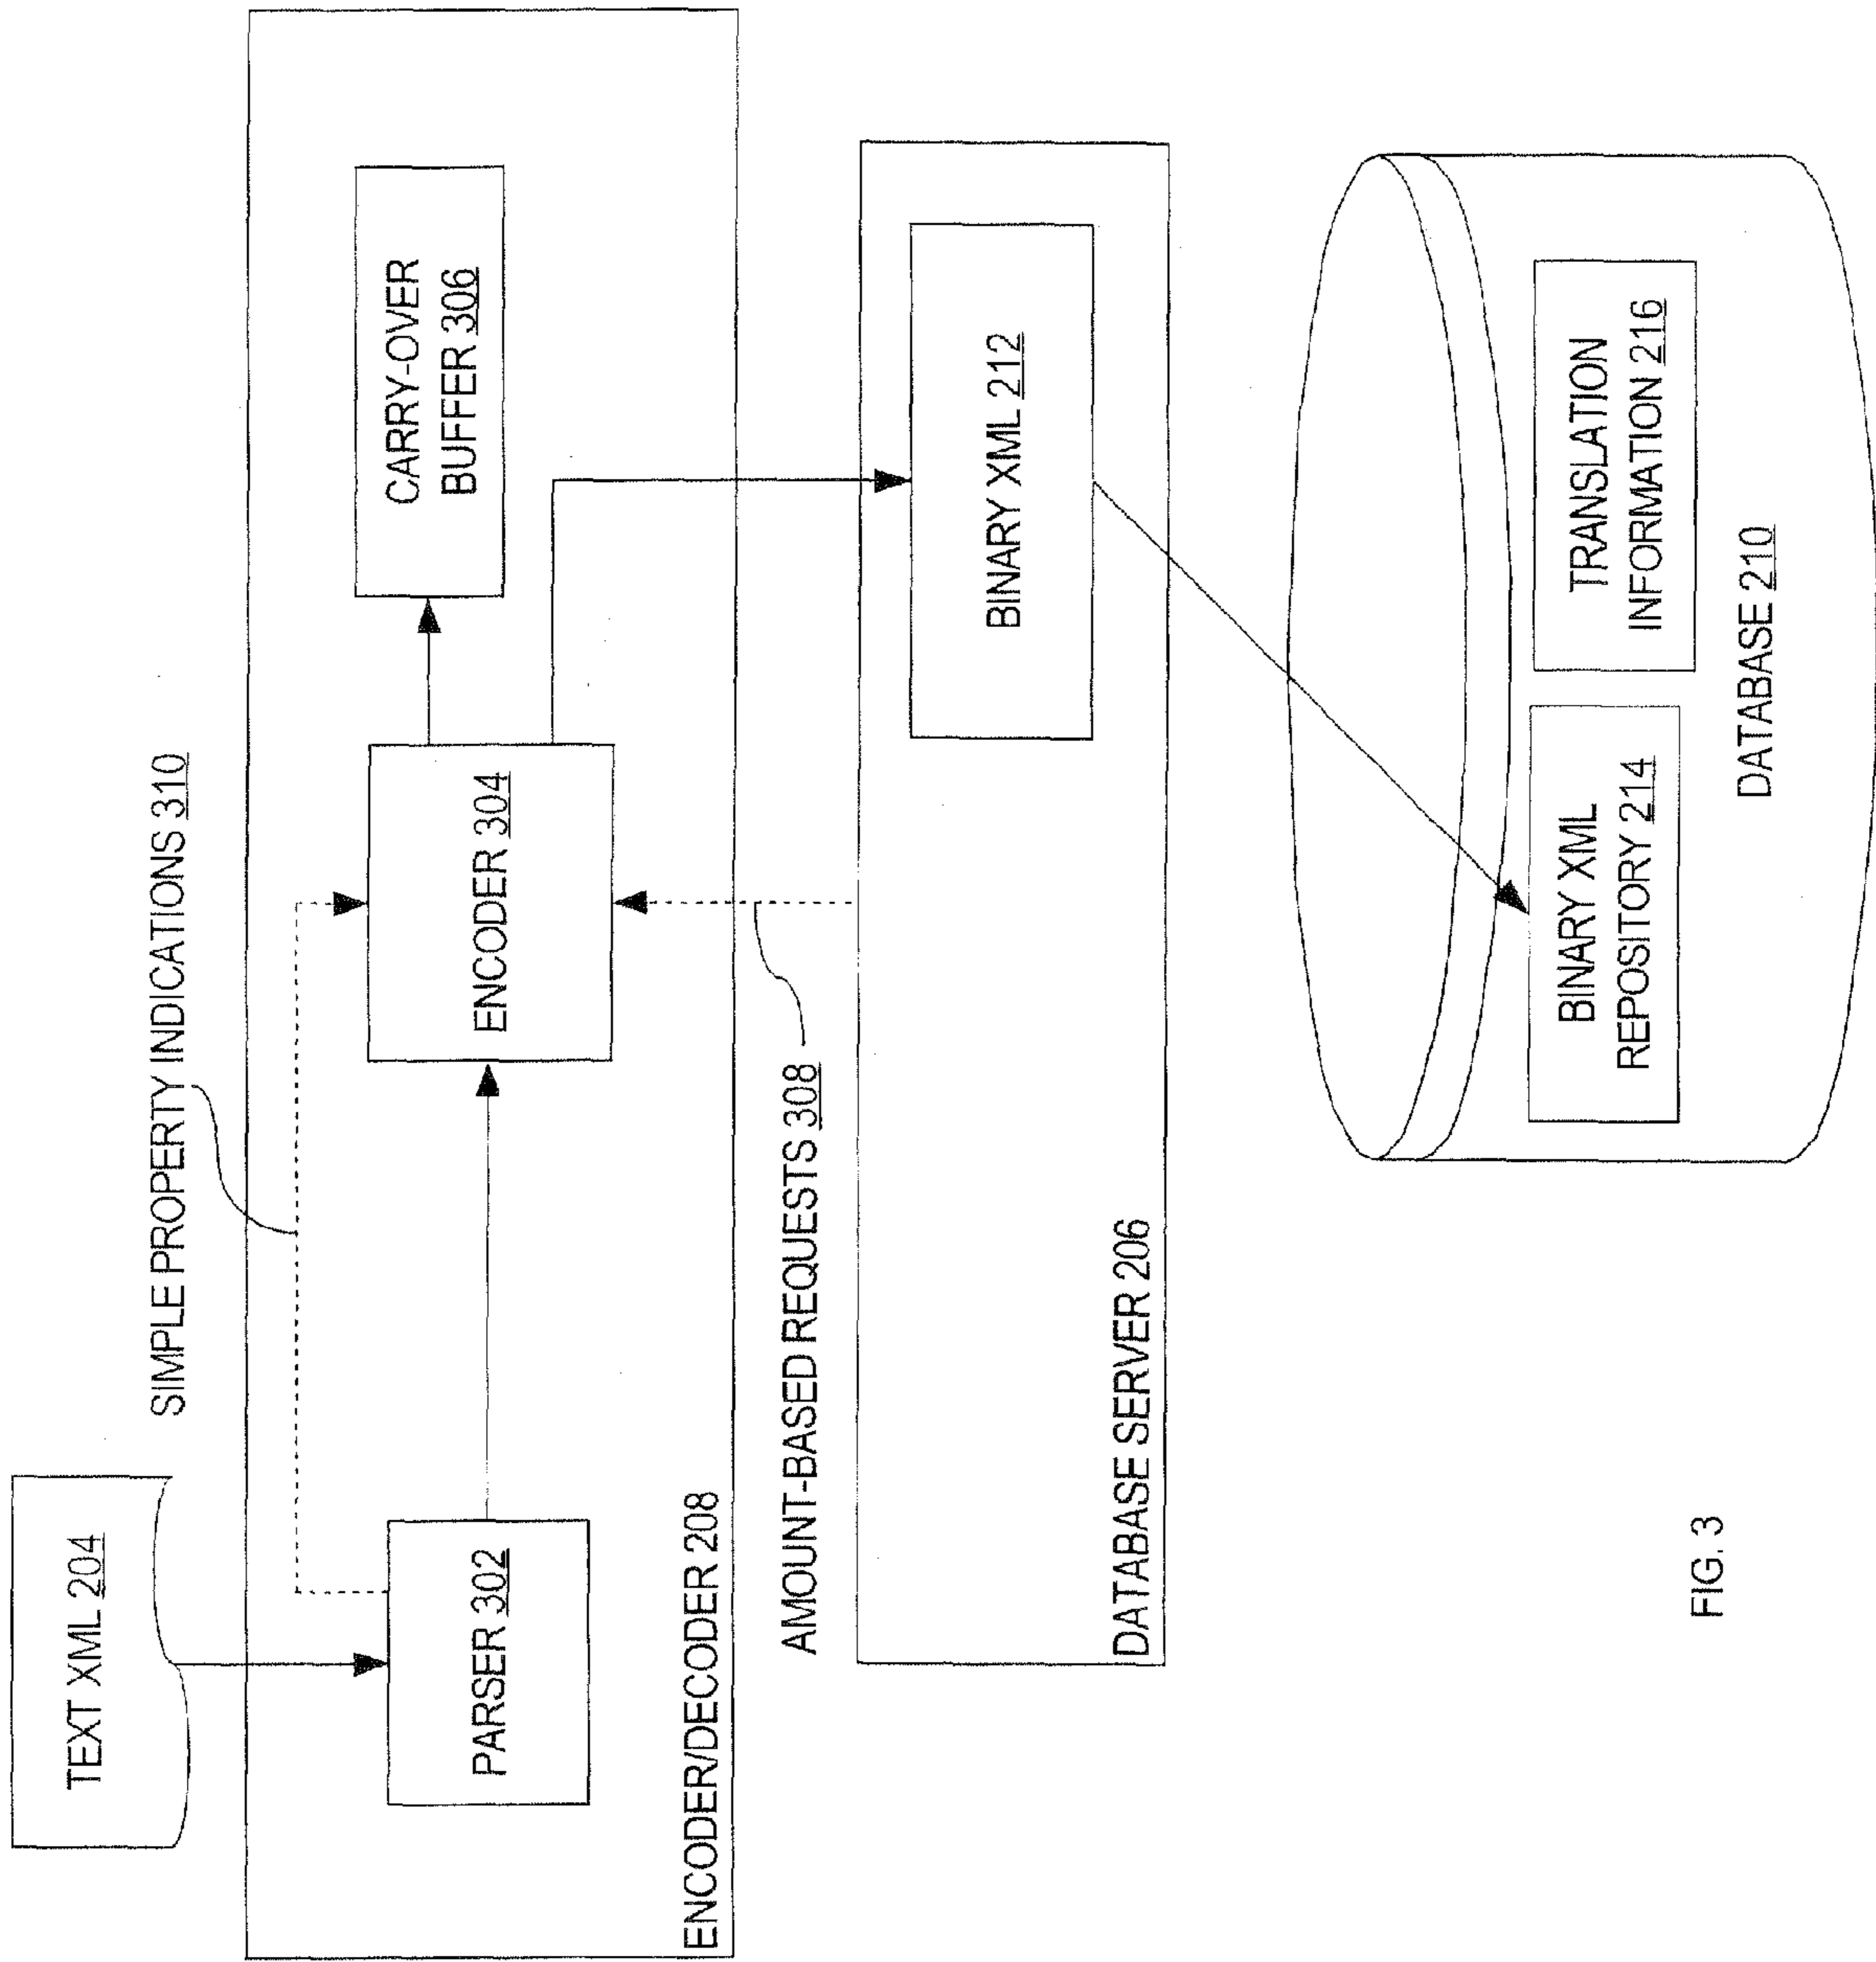 TEXT XML 204
SIMPLE PROPERTY INDICATIONS 310
PARSER 302
ENCODER 304
CARRY-OVER
BUFFER 306
ENCODER/DECODER 208
AMOUNT-BASED REQUESTS 308
BINARY XML 212
DATABASE SERVER 206
BINARY XML
REPOSITORY 214
TRANSLATION
INFORMATION 216
DATABASE 210
FIG. 3